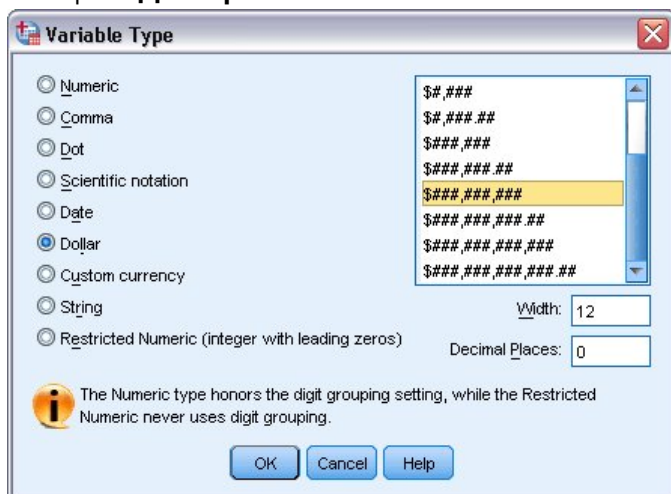 Variable Type
Numeric
Comma
Dot
Scientific notation
Date
Dollar
Custom currency
String
Restricted Numeric (integer with leading zeros)
$#,###
$#,###.##
$###,###
$###,###.##
$###,###,###
$###,###,###.##
$###,###,###,###
$###,###,###,###.##
Width: 12
Decimal Places: 0
The Numeric type honors the digit grouping setting, while the Restricted
Numeric never uses digit grouping.
OK Cancel Help